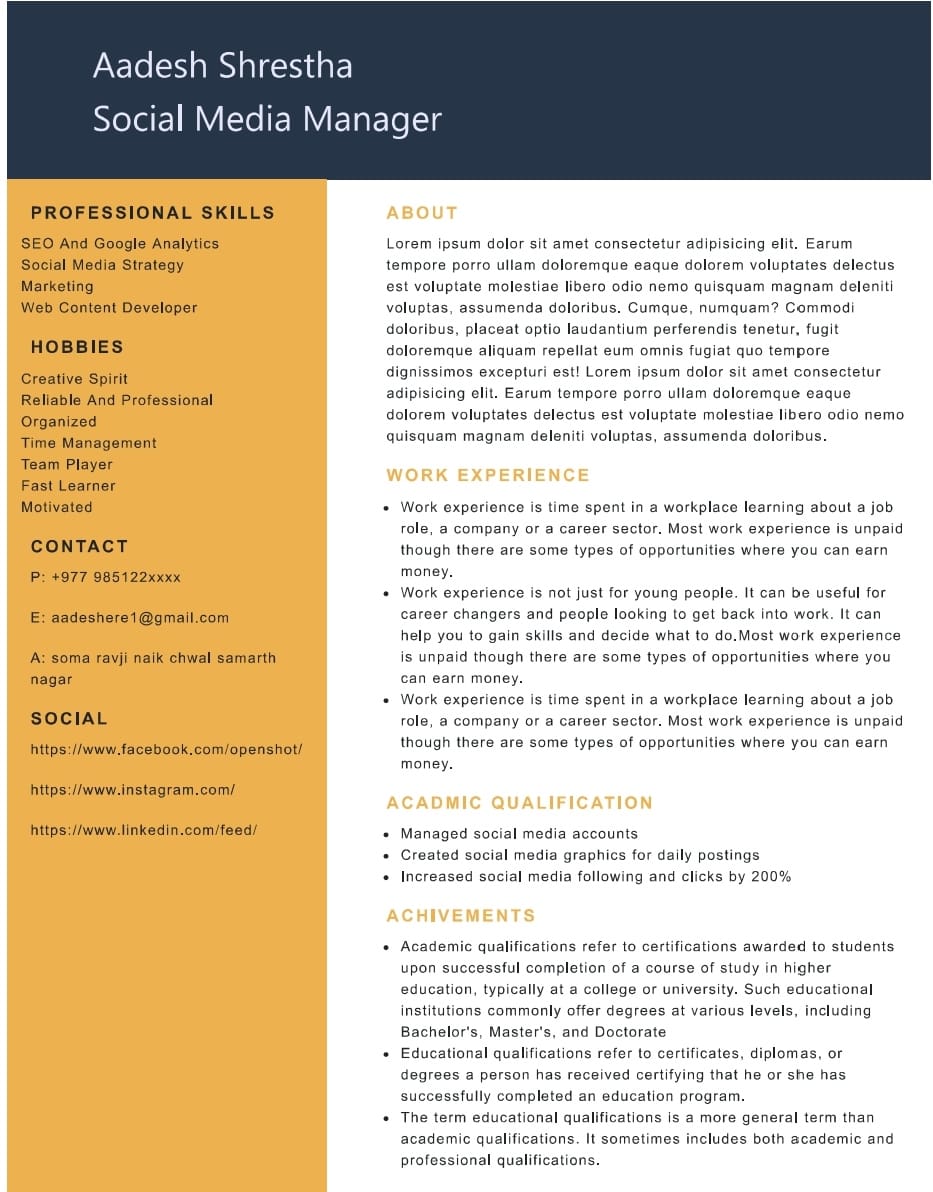 Aadesh Shrestha
Social Media Manager
PROFESSIONAL SKILLS
SEO And Google Analytics
Social Media Strategy
Marketing
Web Content Developer
HOBBIES
Creative Spirit
Reliable And Professional
Organized
Time Management
Team Player
Fast Learner
Motivated
CONTACT
P: +977 985122xxxx
E: aadeshere1@gmail.com
A: soma ravji naik chwal samarth
nagar
SOCIAL
https://www.facebook.com/openshot/
https://www.instagram.com/
https://www.linkedin.com/feed/
ABOUT
Lorem ipsum dolor sit amet consectetur adipisicing elit. Earum
tempore porro ullam doloremque eaque dolorem voluptates delectus
est voluptate molestiae libero odio nemo quisquam magnam deleniti
voluptas, assumenda doloribus. Cumque, numquam? Commodi
doloribus, placeat optio laudantium perferendis tenetur, fugit
doloremque aliquam repellat eum omnis fugiat quo tempore
dignissimos excepturi est! Lorem ipsum dolor sit amet consectetur
adipisicing elit. Earum tempore porro ullam doloremque eaque
dolorem voluptates delectus est voluptate molestiae libero odio nemo
quisquam magnam deleniti voluptas, assumenda doloribus.
WORK EXPERIENCE
• Work experience is time spent in a workplace learning about a job
role, a company or a career sector. Most work experience is unpaid
though there are some types of opportunities where you can earn
money.
• Work experience is not just for young people. It can be useful for
career changers and people looking to get back into work. It can
help you to gain skills and decide what to do.Most work experience
is unpaid though there are some types of opportunities where you
can earn money.
• Work experience is time spent in a workplace learning about a job
role, a company or a career sector. Most work experience is unpaid
though there are some types of opportunities where you can earn
money.
ACADMIC QUALIFICATION
• Managed social media accounts
• Created social media graphics for daily postings
• Increased social media following and clicks by 200%
ACHIVEMENTS
• Academic qualifications refer to certifications awarded to students
upon successful completion of a course of study in higher
education, typically at a college or university. Such educational
institutions commonly offer degrees at various levels, including
Bachelor's, Master's, and Doctorate
• Educational qualifications refer to certificates, diplomas, or
degrees a person has received certifying that he or she has
successfully completed an education program.
• The term educational qualifications is a more general term than
academic qualifications. It sometimes includes both academic and
professional qualifications.